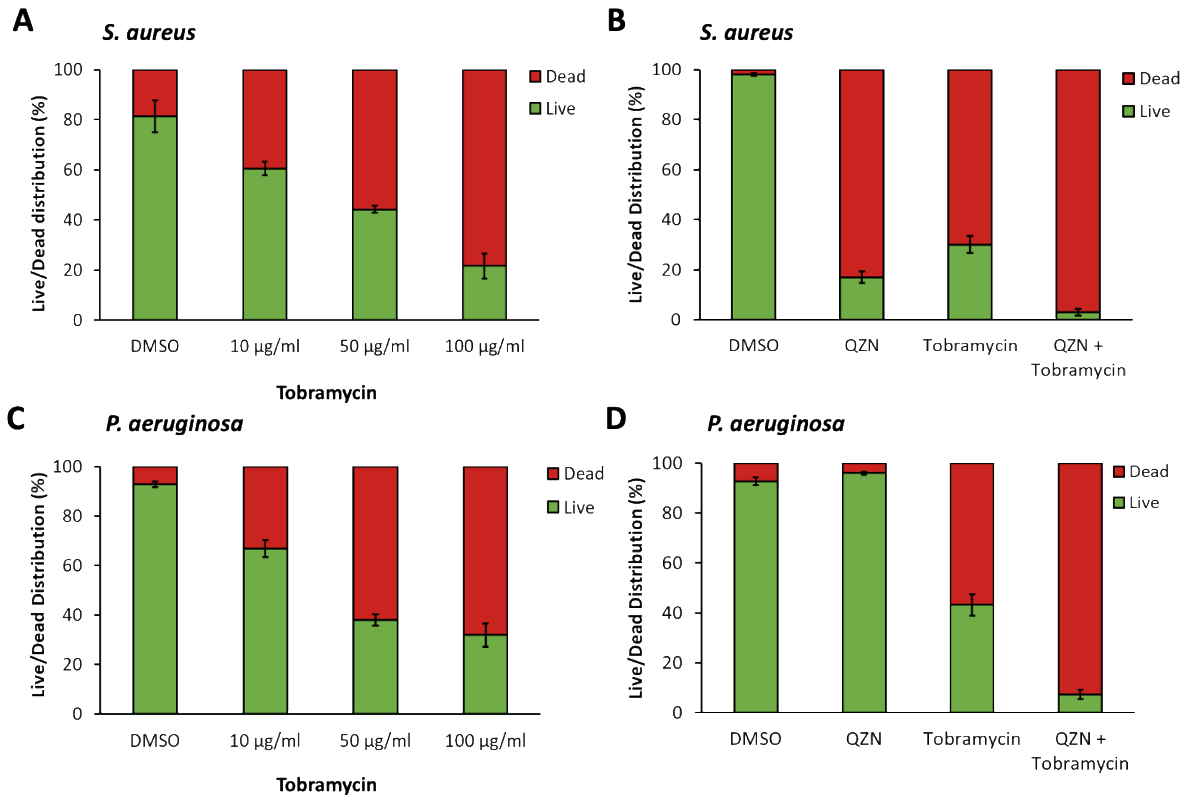 A
S. aureus
Live/Dead distribution (%)
100
80
60
40
20
0
Dead
Live
DMSO
10 µg/ml
50 µg/ml
100 µg/ml
Tobramycin
B
S. aureus
Live/Dead Distribution (%)
100
80
60
40
20
0
Dead
Live
DMSO
QZN
Tobramycin
QZN +
Tobramycin
C
P. aeruginosa
Live/Dead Distribution (%)
100
80
60
40
20
0
Dead
Live
DMSO
10 µg/ml
50 µg/ml
100 µg/ml
Tobramycin
D
P. aeruginosa
Live/Dead Distribution (%)
100
80
60
40
20
0
Dead
Live
DMSO
QZN
Tobramycin
QZN +
Tobramycin